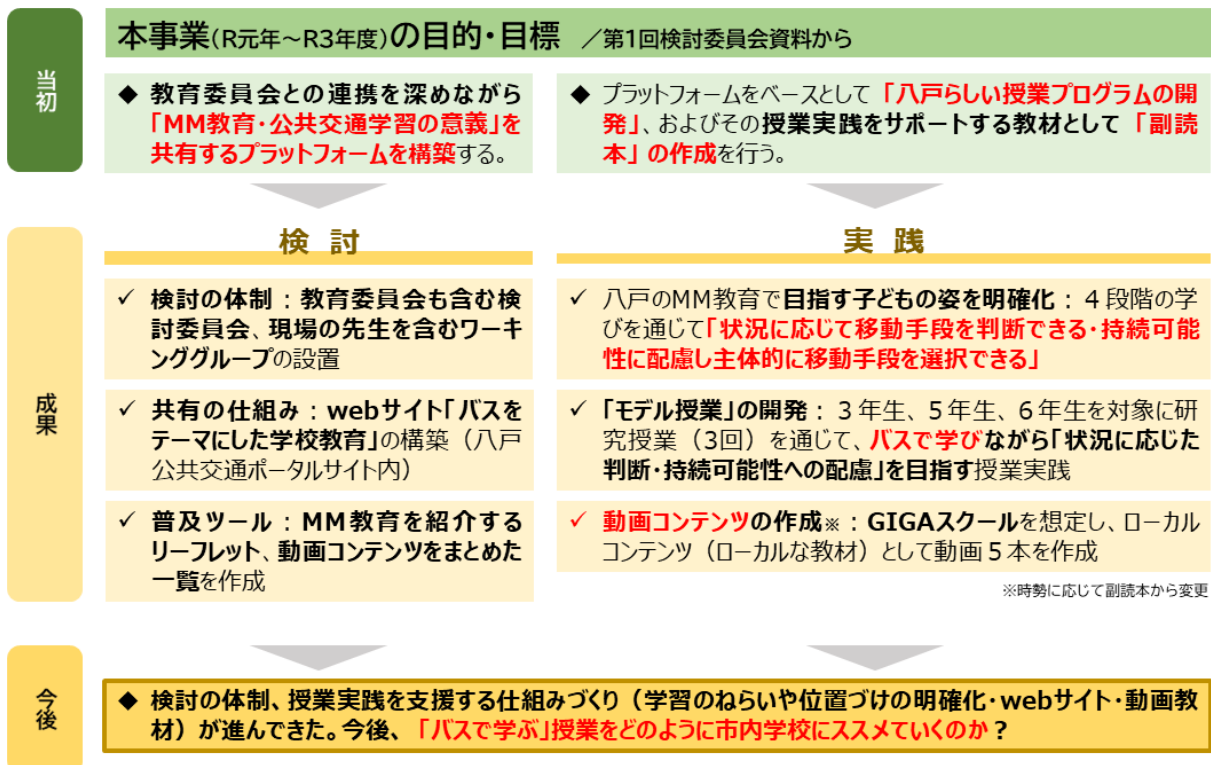 当初
本事業(R元年～R3年度)の目的・目標 ／第1回検討委員会資料から
◆ 教育委員会との連携を深めながら
「MM教育・公共交通学習の意義」を
共有するプラットフォームを構築する。
◆ プラットフォームをベースとして「八戸らしい授業プログラムの開
発」、およびその授業実践をサポートする教材として「副読
本」の作成を行う。
成果
検 討
✓ 検討の体制：教育委員会も含む検
討委員会、現場の先生を含むワーキ
ンググループの設置
✓ 共有の仕組み：webサイト「バスを
テーマにした学校教育」の構築（八戸
公共交通ポータルサイト内）
✓ 普及ツール：MM教育を紹介する
リーフレット、動画コンテンツをまとめた
一覧を作成
実 践
✓ 八戸のMM教育で目指す子どもの姿を明確化：４段階の学
びを通じて「状況に応じて移動手段を判断できる・持続可能
性に配慮し主体的に移動手段を選択できる」
✓ 「モデル授業」の開発：３年生、５年生、６年生を対象に研
究授業（3回）を通じて、バスで学びながら「状況に応じた
判断・持続可能性への配慮」を目指す授業実践
✓ 動画コンテンツの作成※：GIGAスクールを想定し、ローカル
コンテンツ（ローカルな教材）として動画５本を作成
※時勢に応じて副読本から変更
今後
◆ 検討の体制、授業実践を支援する仕組みづくり（学習のねらいや位置づけの明確化・webサイト・動画教
材）が進んできた。今後、「バスで学ぶ」授業をどのように市内学校にススメていくのか？